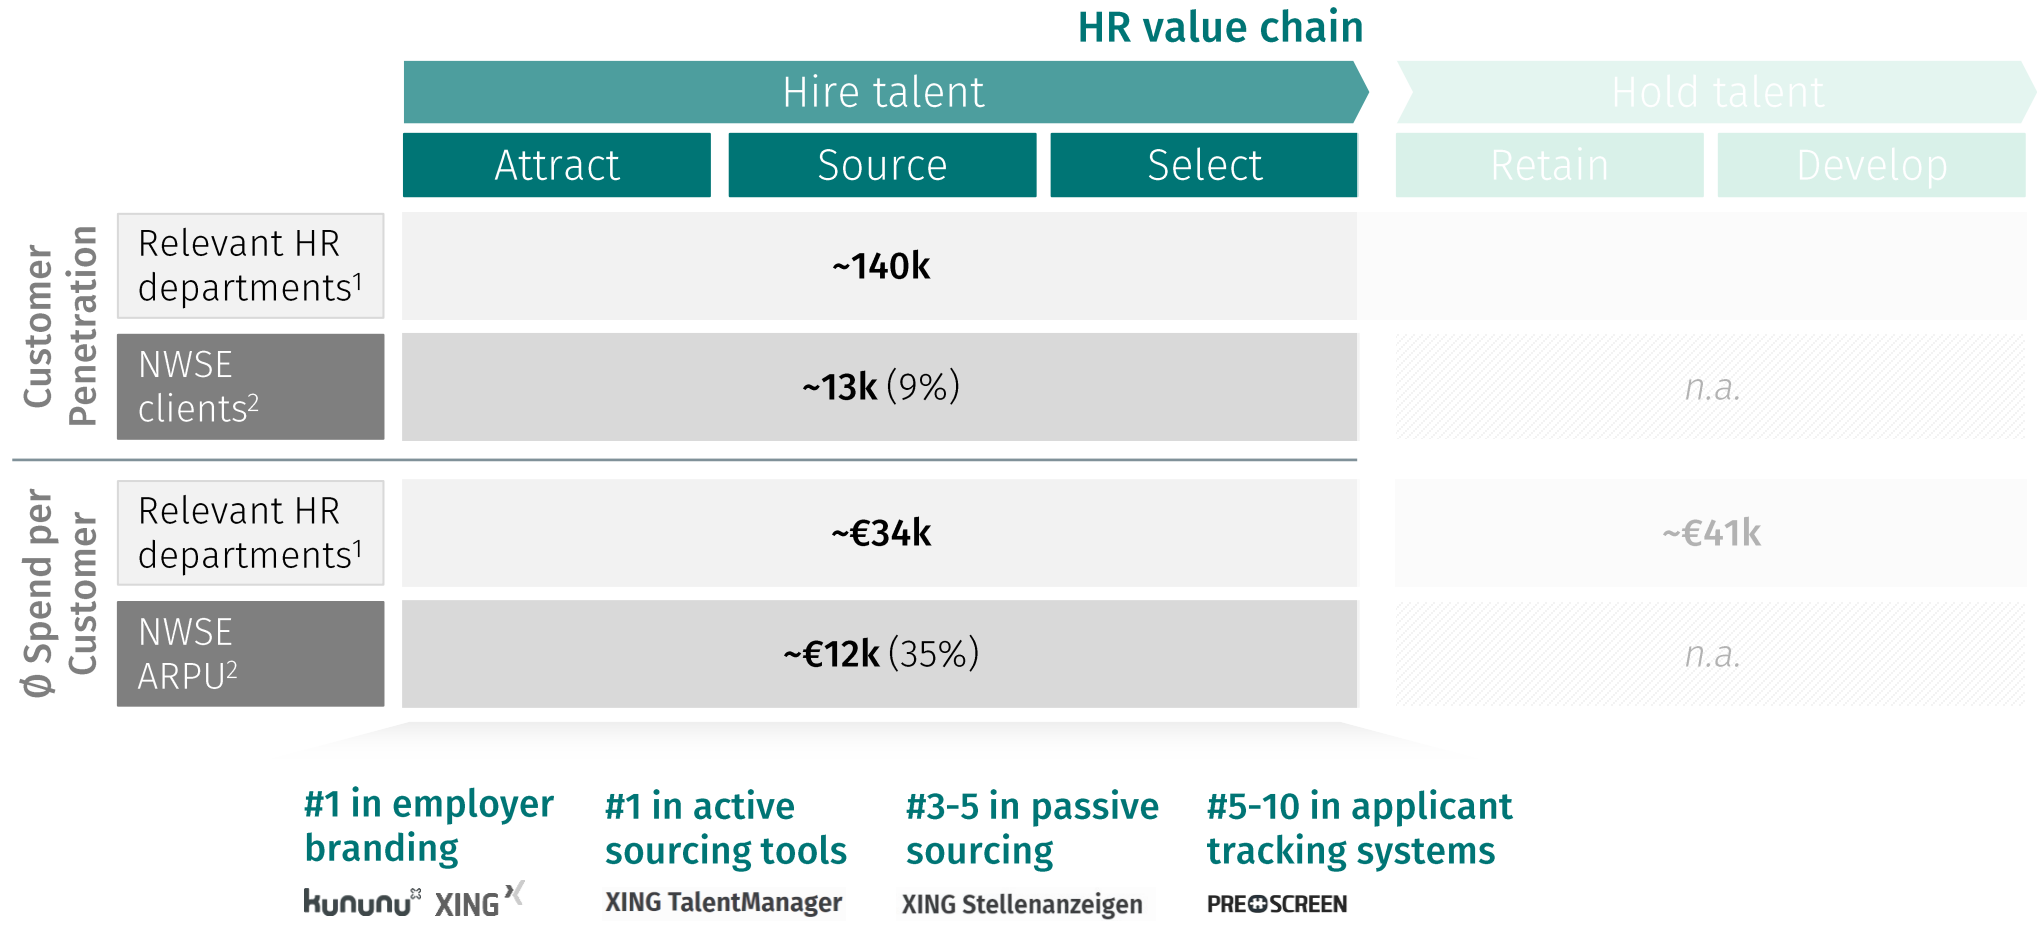 HR value chain
Hire talent
Hold talent
Attract
Source
Select
Retain
Develop
Customer
Penetration
Relevant HR
departments¹
~140k
NWSE
clients²
~13k (9%)
n.a.
Ø Spend per
Customer
Relevant HR
departments¹
~€34k
~€41k
NWSE
ARPU²
~€12k (35%)
n.a.
#1 in employer
branding
kununu XING
#1 in active
sourcing tools
XING TalentManager
#3-5 in passive
sourcing
XING Stellenanzeigen
#5-10 in applicant
tracking systems
PRESCREEN